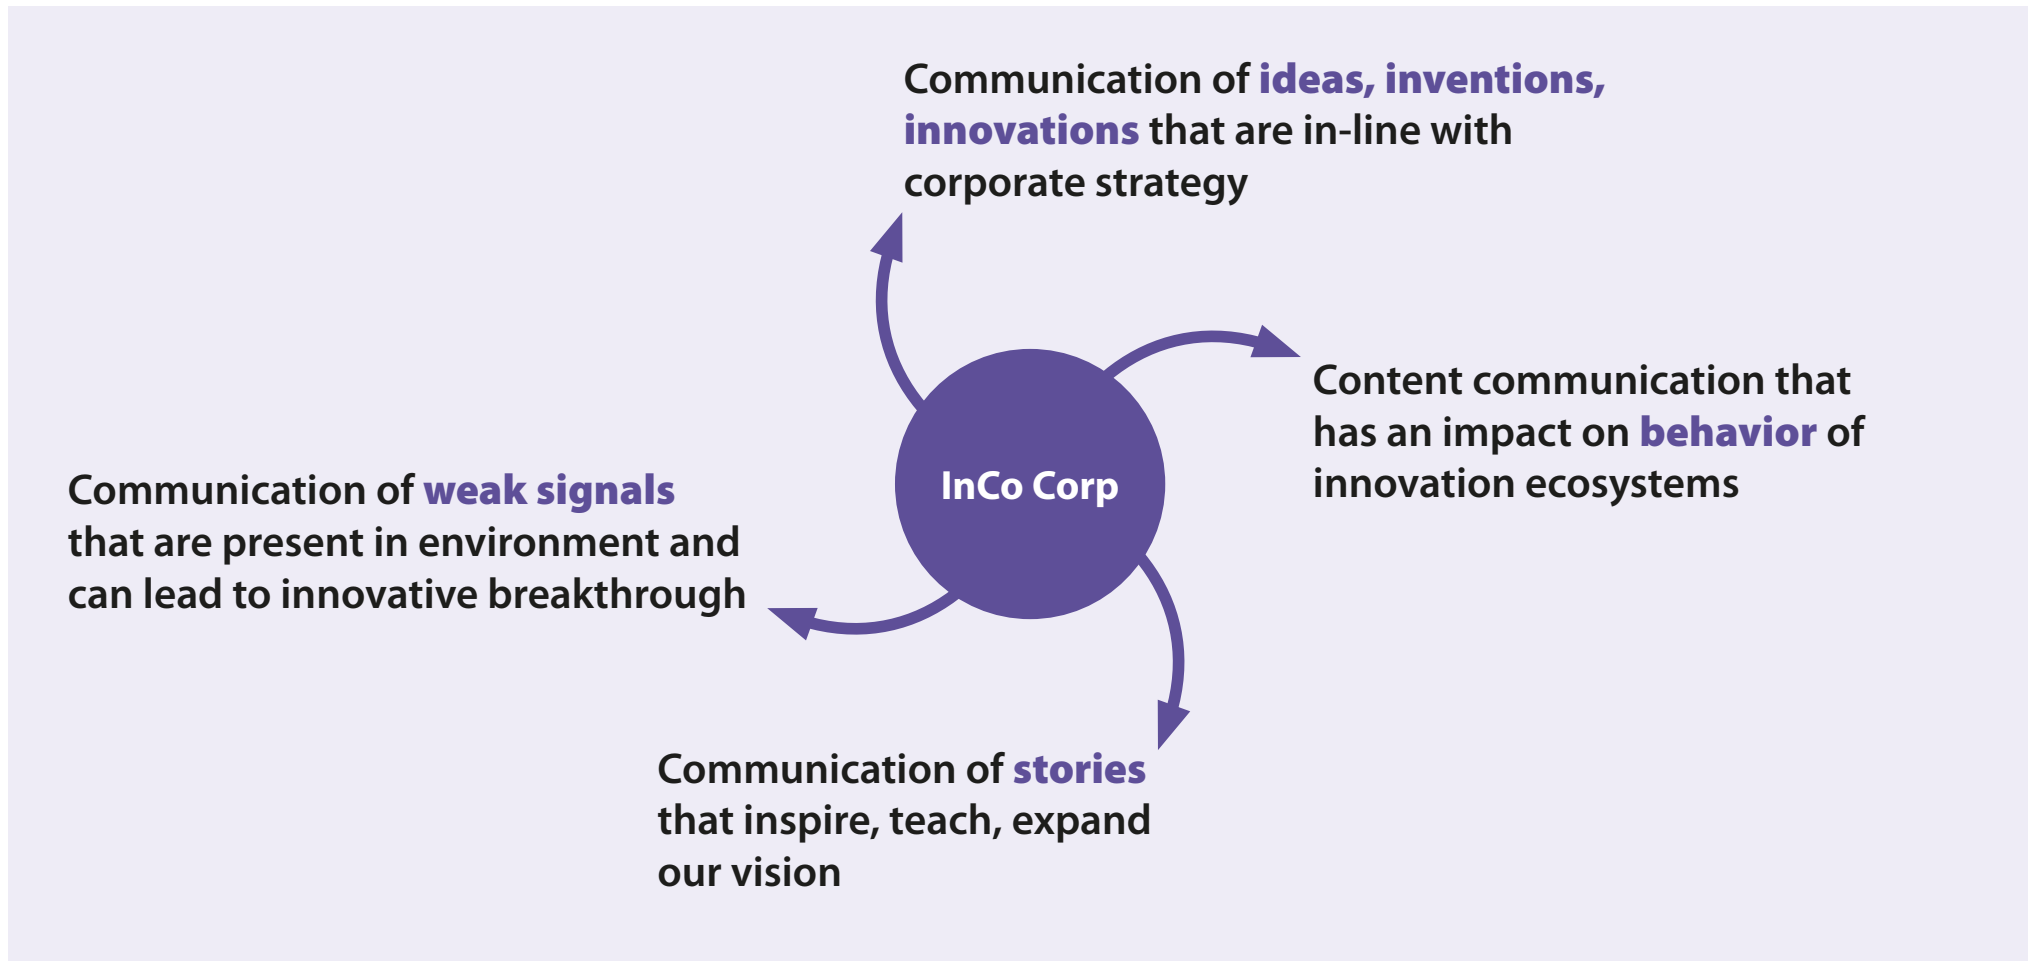 Communication of ideas, inventions,
innovations that are in-line with
corporate strategy
Content communication that
has an impact on behavior of
innovation ecosystems
InCo Corp
Communication of weak signals
that are present in environment and
can lead to innovative breakthrough
Communication of stories
that inspire, teach, expand
our vision